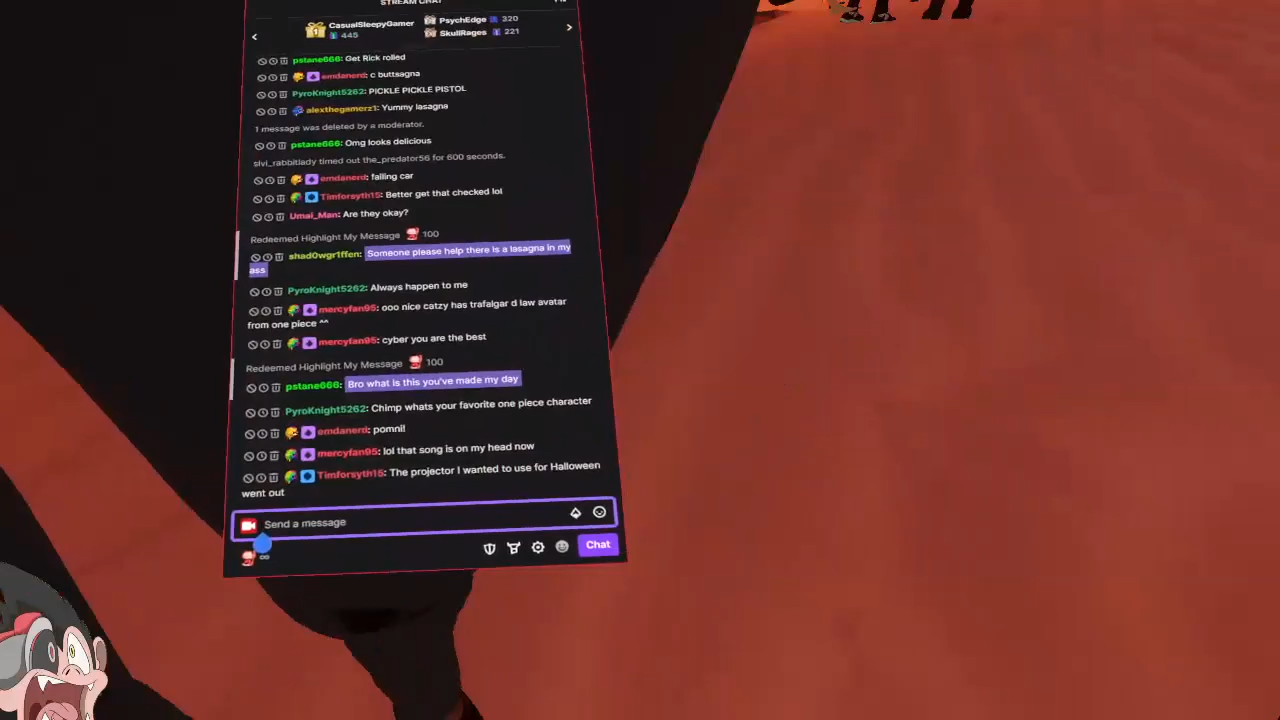 STREAM CHAT
CasualSleepyGamer
445
PsychEdge 320
SkullRages 221
pstane666: Get Rick rolled
emdanerd: c buttsagna
PyroKnight5262: PICKLE PICKLE PISTOL
alexthegamerz1: Yummy lasagna
1 message was deleted by a moderator.
pstane666: Omg looks delicious
slvl_rabbitlady timed out the_predator56 for 600 seconds.
emdanerd: falling car
Timforsyth15: Better get that checked lol
Umai_Man: Are they okay?
Redeemed Highlight My Message 100
shad0wgr1ffen: Someone please help there is a lasagna in my
ass
PyroKnight5262: Always happen to me
mercyfan95: ooo nice catzy has trafalgar d law avatar
from one piece ^^
mercyfan95: cyber you are the best
Redeemed Highlight My Message 100
pstane666: Bro what is this you've made my day
PyroKnight5262: Chimp whats your favorite one piece character
emdanerd: pomni!
mercyfan95: lol that song is on my head now
Timforsyth15: The projector I wanted to use for Halloween
went out
Send a message
∞
Chat